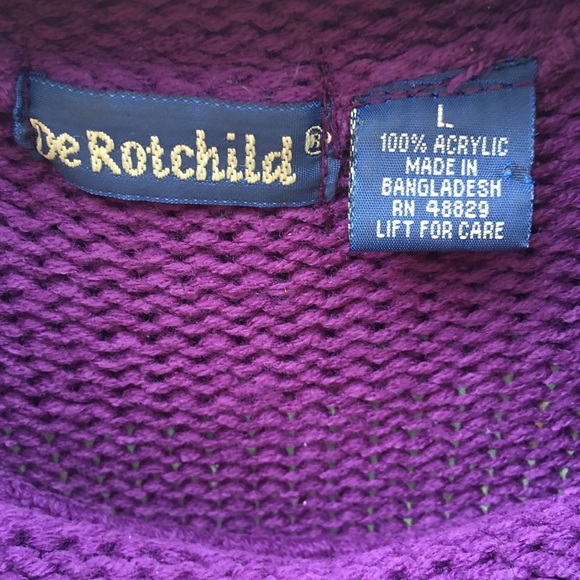 De Rotchild®
L
100% ACRYLIC
MADE IN
BANGLADESH
RN 48829
LIFT FOR CARE